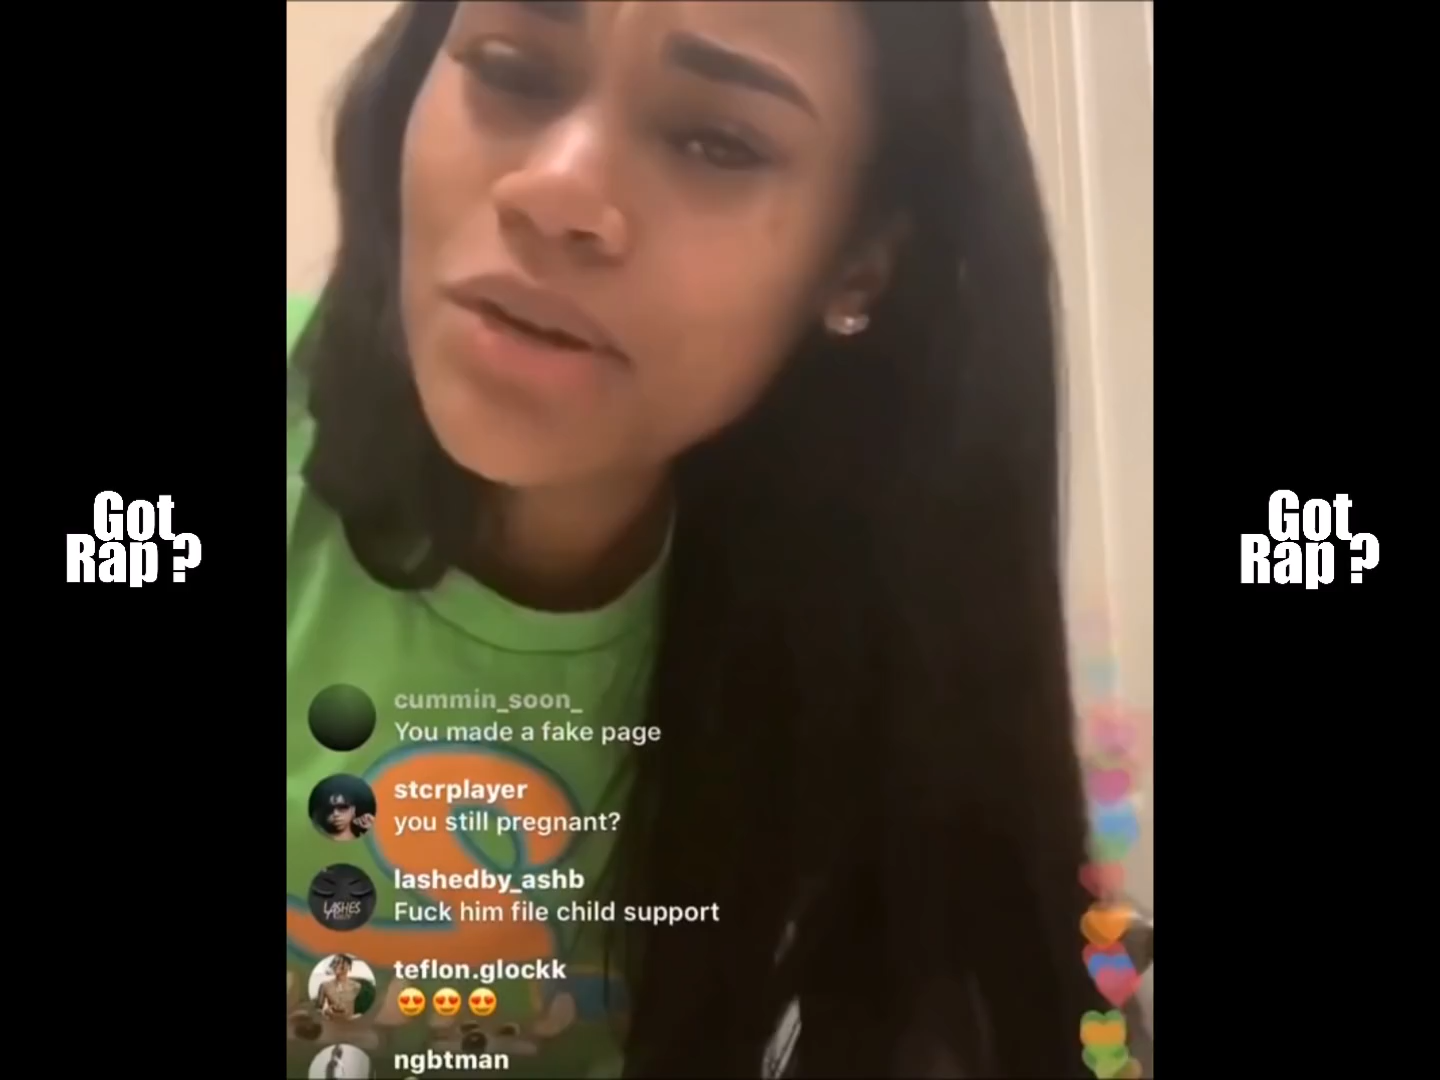 Got
Rap ?
Got
Rap ?
cummin_soon_
You made a fake page
stcrplayer
you still pregnant?
lashedby_ashb
Fuck him file child support
LASHES
teflon.glockk
😍😍😍
ngbtman